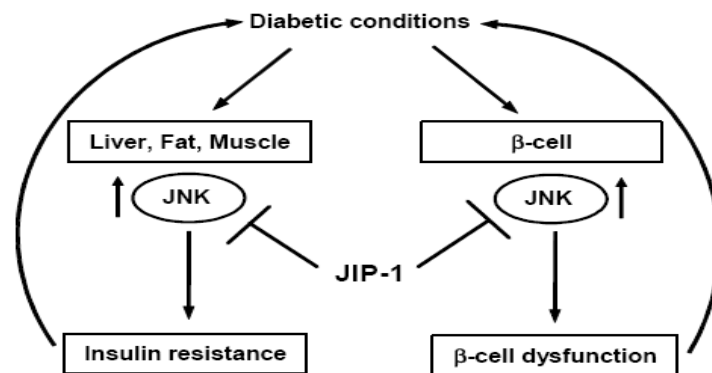 Diabetic conditions
Liver, Fat, Muscle
β-cell
JNK
JNK
JIP-1
Insulin resistance
β-cell dysfunction